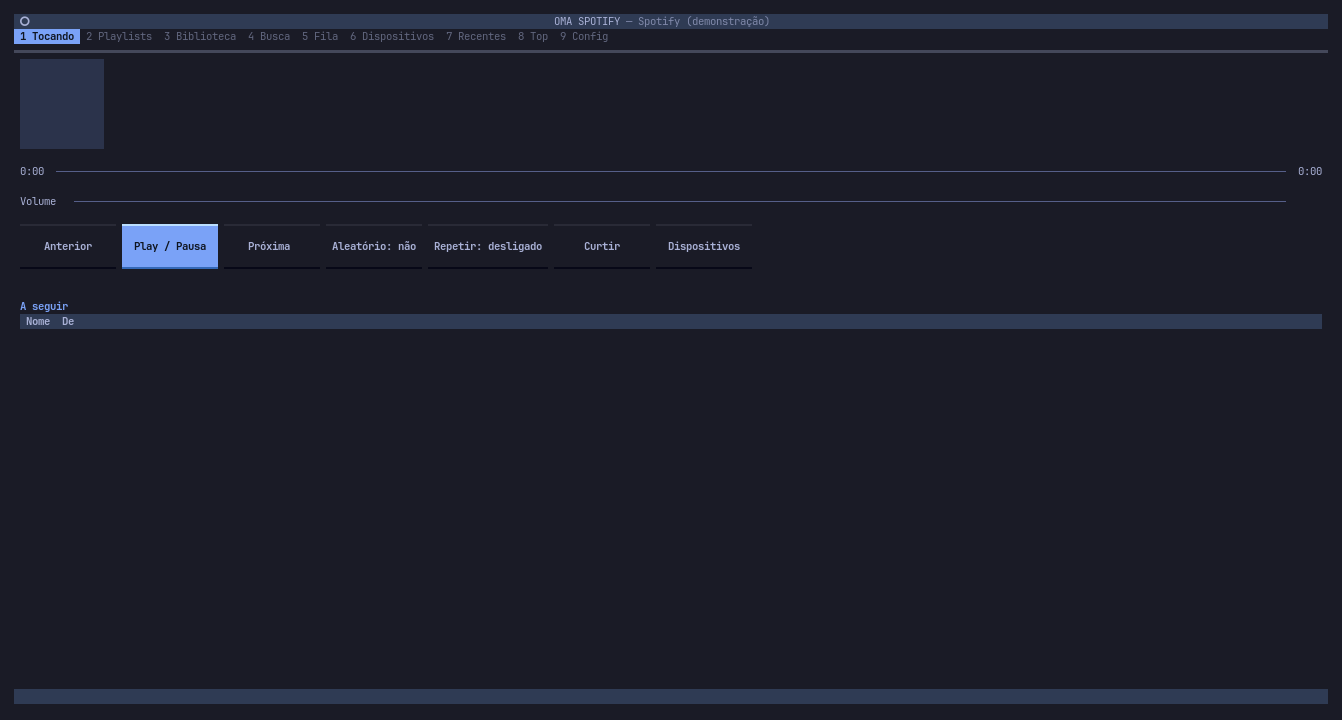 OMA SPOTIFY — Spotify (demonstração)
1 Tocando 2 Playlists 3 Biblioteca 4 Busca 5 Fila 6 Dispositivos 7 Recentes 8 Top 9 Config
0:00 0:00
Volume
Anterior Play / Pausa Próxima Aleatório: não Repetir: desligado Curtir Dispositivos
A seguir
Nome De